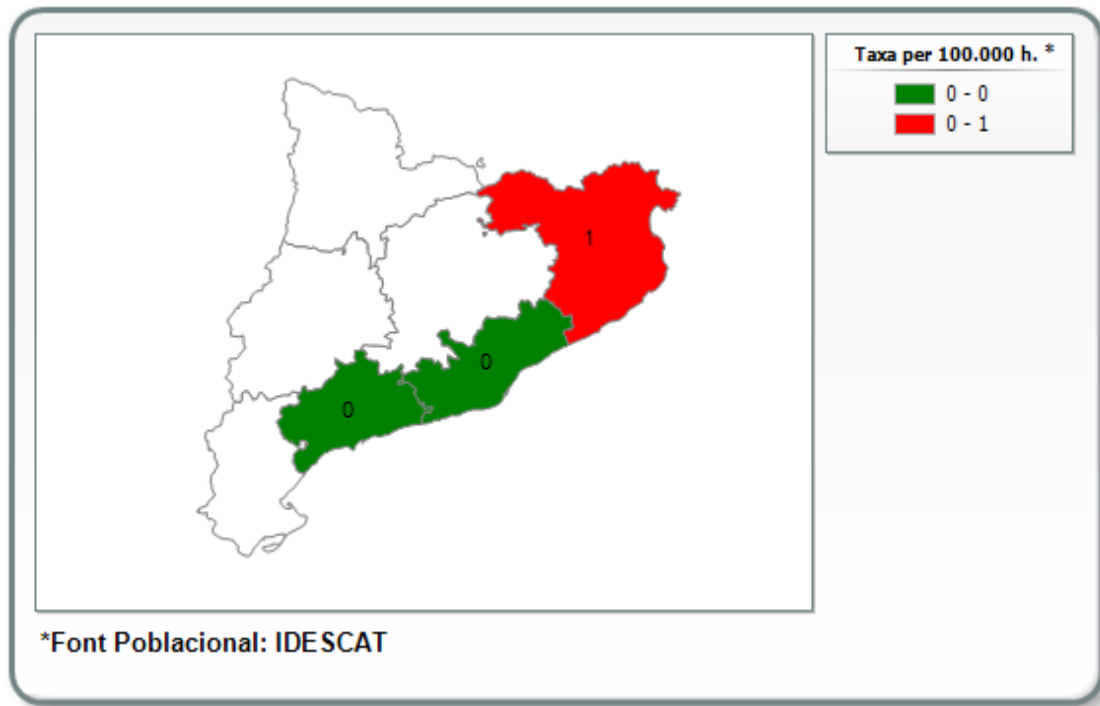 Taxa per 100.000 h. *
0 - 0
0 - 1
1
0
0
*Font Poblacional: IDESCAT